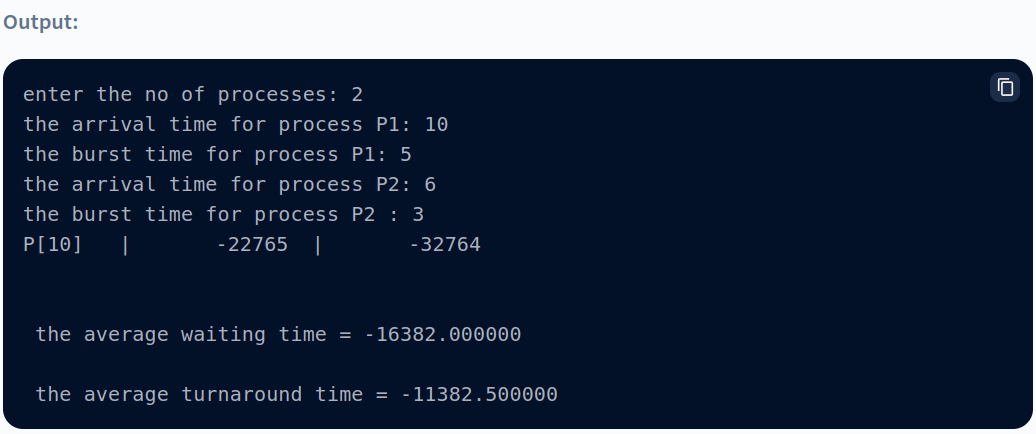 Output:
enter the no of processes: 2
the arrival time for process P1: 10
the burst time for process P1: 5
the arrival time for process P2: 6
the burst time for process P2 : 3
P[10]   |       -22765  |       -32764
the average waiting time = -16382.000000
the average turnaround time = -11382.500000